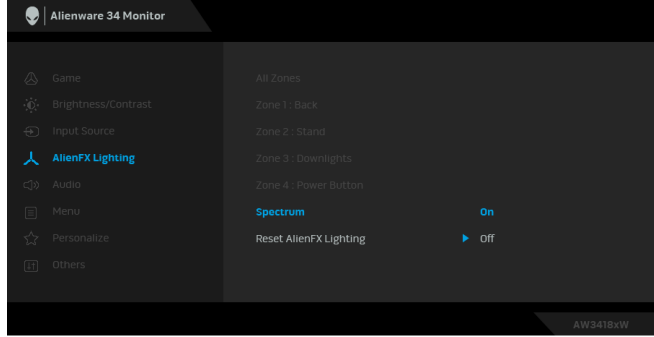 Alienware 34 Monitor
Game
All Zones
Brightness/Contrast
Zone 1 : Back
Input Source
Zone 2 : Stand
AlienFX Lighting
Zone 3 : Downlights
Audio
Zone 4 : Power Button
Menu
Spectrum On
Personalize
Reset AlienFX Lighting Off
Others
AW3418xW